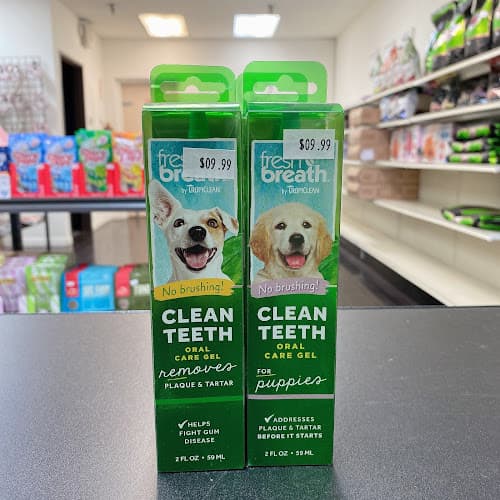 fresh
breath
by TROPICLEAN
$09.99
No brushing!
CLEAN
TEETH
ORAL
CARE GEL
removes
PLAQUE & TARTAR
✓HELPS
FIGHT GUM
DISEASE
2 FL OZ • 59 ML
$09.99
fresh
breath
by TROPICLEAN
No brushing!
CLEAN
TEETH
ORAL
CARE GEL
FOR
puppies
✓ADDRESSES
PLAQUE & TARTAR
BEFORE IT STARTS
2 FL OZ • 59 ML